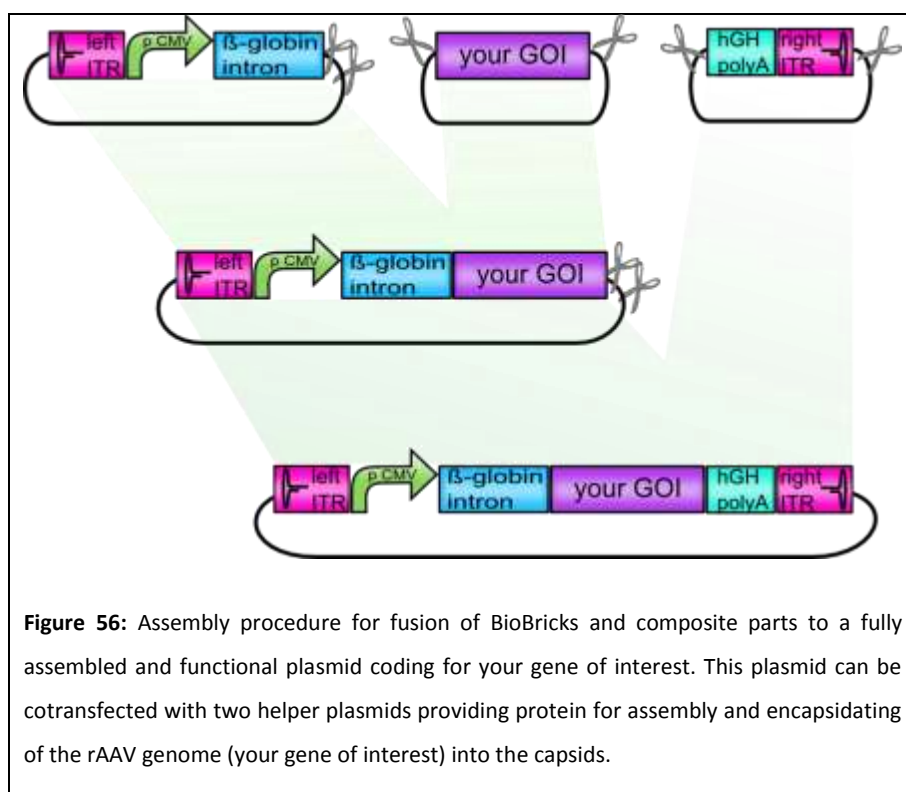 left p CMV ß-globin your GOI hGH right
ITR intron polyA ITR
left p CMV ß-globin your GOI
ITR intron
left p CMV ß-globin your GOI hGH right
ITR intron polyA ITR
Figure 56: Assembly procedure for fusion of BioBricks and composite parts to a fully
assembled and functional plasmid coding for your gene of interest. This plasmid can be
cotransfected with two helper plasmids providing protein for assembly and encapsidating
of the rAAV genome (your gene of interest) into the capsids.